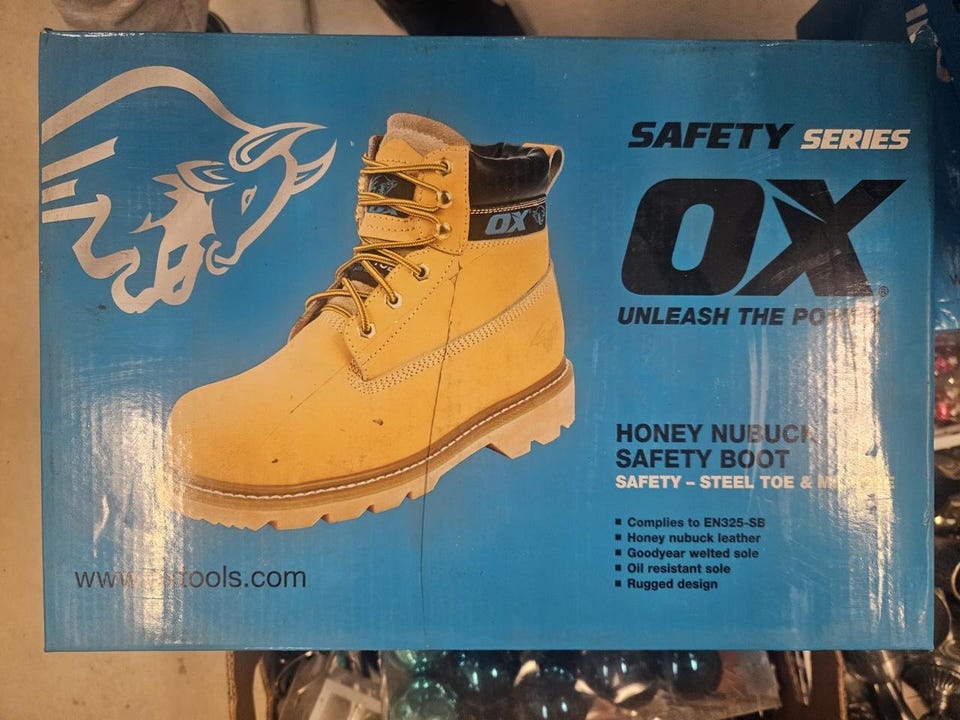 SAFETY SERIES
OX
OX
UNLEASH THE
HONEY NUBUCK
SAFETY BOOT
SAFETY – STEEL TOE &
Complies to EN325-SB
Honey nubuck leather
Goodyear welted sole
Oil resistant sole
Rugged design
tools.com